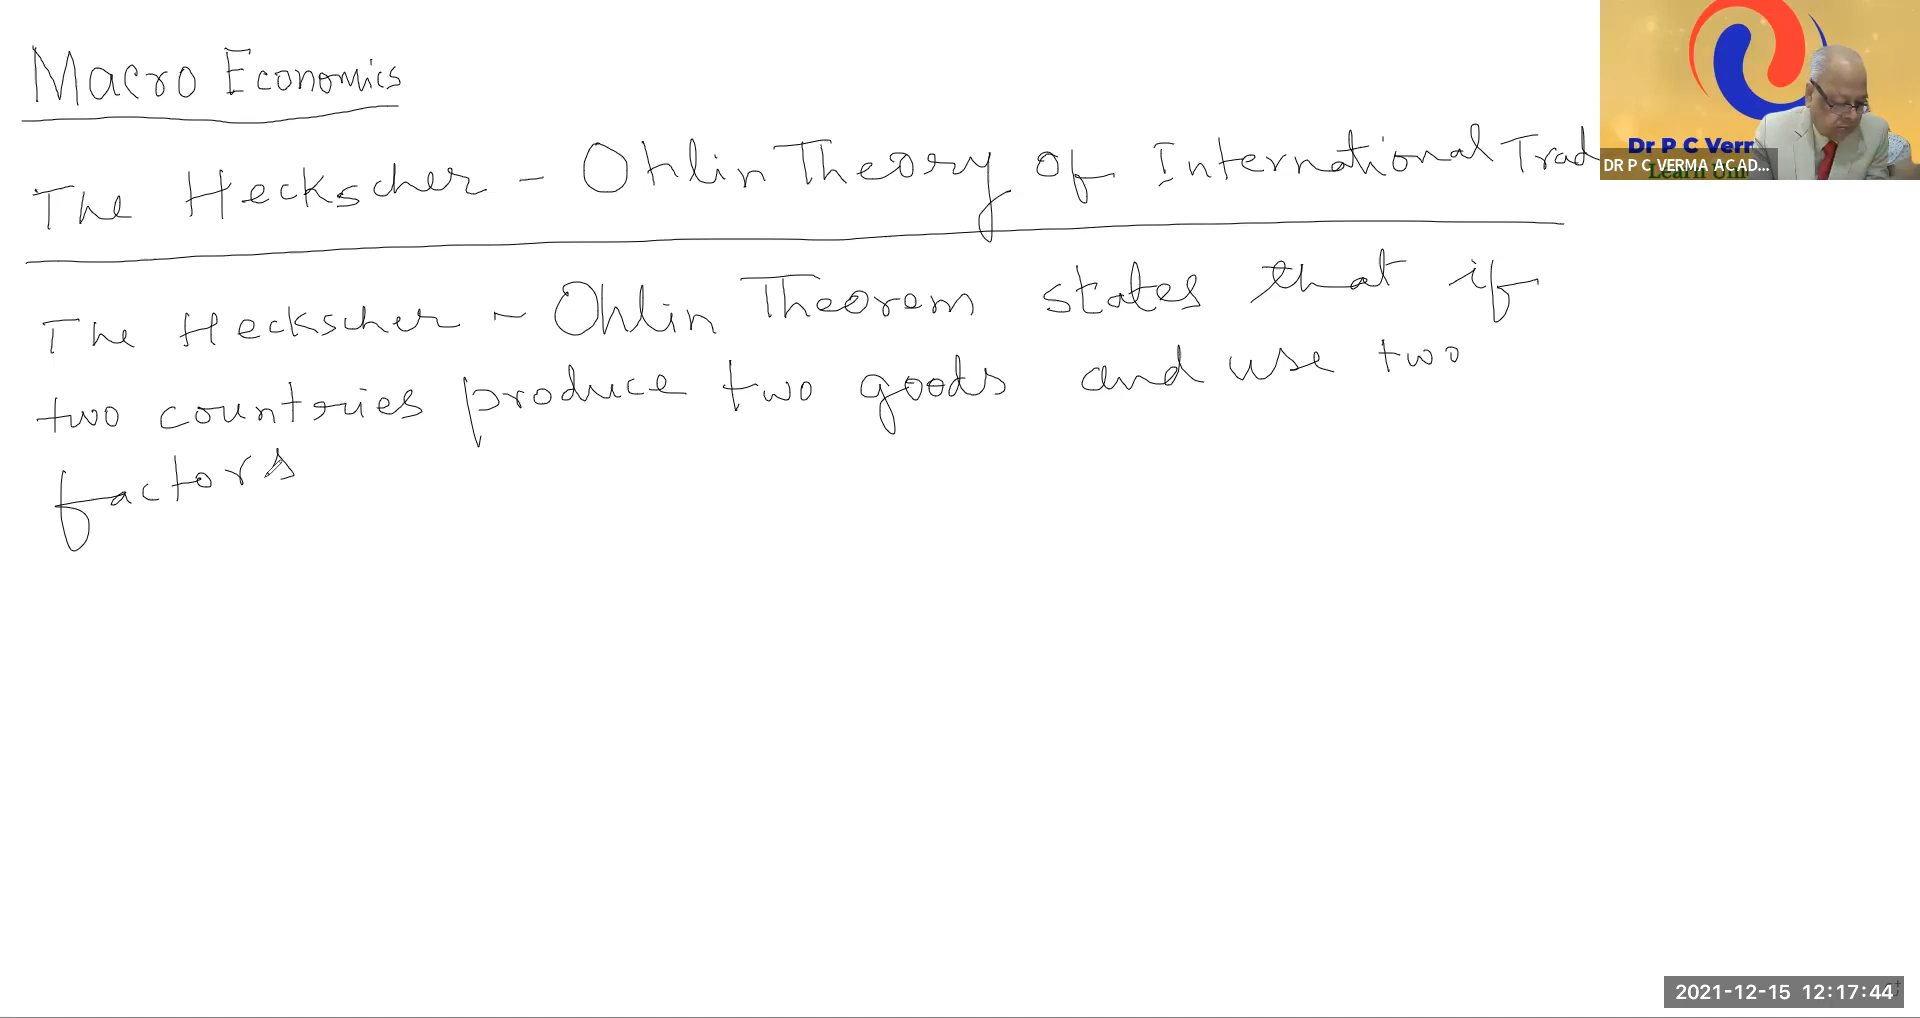 Macro Economics
The Heckscher - Ohlin Theory of International Trad
The Heckscher - Ohlin Theorem states that if
two countries produce two goods and use two
factors
Dr P C Verr
DR P C VERMA ACAD...
2021-12-15 12:17:44